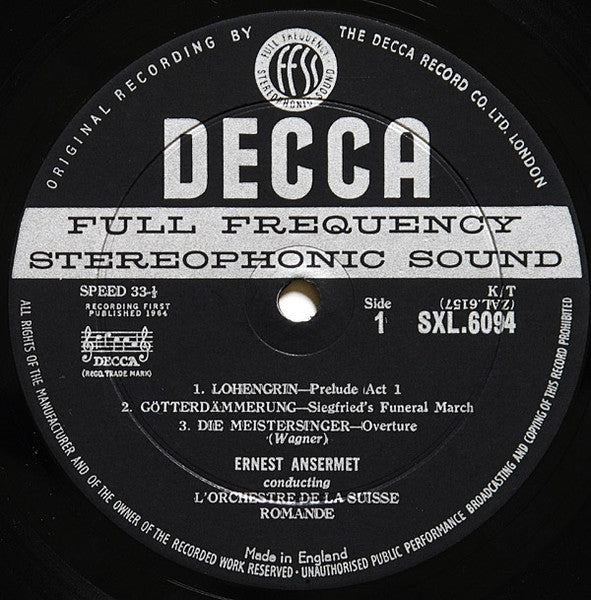 ORIGINAL RECORDING BY
THE DECCA RECORD CO. LTD. LONDON
FULL FREQUENCY
FFSS
STEREOPHONIC SOUND
DECCA
FULL FREQUENCY
STEREOPHONIC SOUND
SPEED 33-⅓
RECORDING FIRST
PUBLISHED 1964
DECCA
(REGD. TRADE MARK)
Side
1
K/T
(ZAL.6157)
SXL.6094
1. LOHENGRIN—Prelude Act 1
2. GÖTTERDÄMMERUNG—Siegfried's Funeral March
3. DIE MEISTERSINGER—Overture
(Wagner)
ERNEST ANSERMET
conducting
L'ORCHESTRE DE LA SUISSE
ROMANDE
Made in England
ALL RIGHTS OF THE MANUFACTURER AND OF THE OWNER OF THE RECORDED WORK RESERVED · UNAUTHORISED PUBLIC PERFORMANCE BROADCASTING AND COPYING OF THIS RECORD PROHIBITED